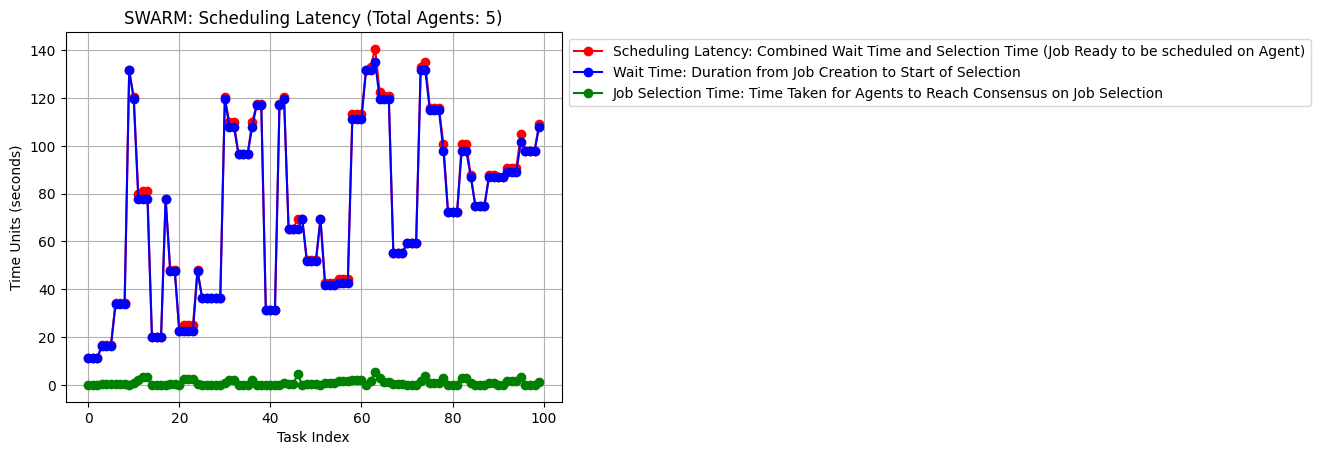 SWARM: Scheduling Latency (Total Agents: 5)
Scheduling Latency: Combined Wait Time and Selection Time (Job Ready to be scheduled on Agent)
Wait Time: Duration from Job Creation to Start of Selection
Job Selection Time: Time Taken for Agents to Reach Consensus on Job Selection
Time Units (seconds)
140
120
100
80
60
40
20
0
0 20 40 60 80 100
Task Index